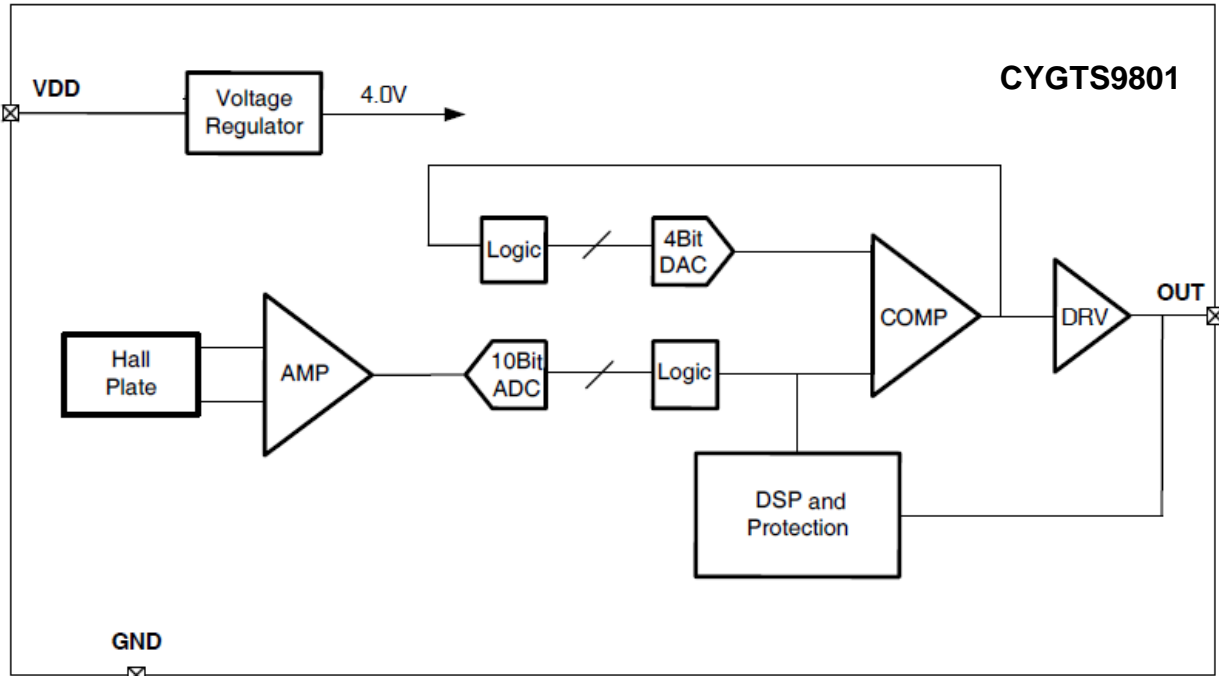 CYGTS9801
VDD
Voltage
Regulator
4.0V
Logic
4Bit
DAC
COMP
DRV
OUT
Hall
Plate
AMP
10Bit
ADC
Logic
DSP and
Protection
GND